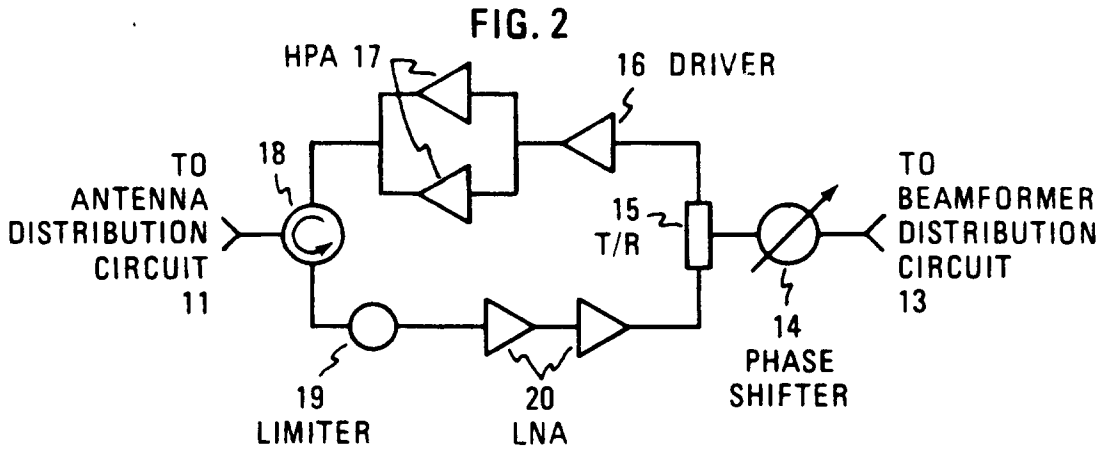 FIG. 2
HPA 17
16 DRIVER
18
TO
ANTENNA
DISTRIBUTION
CIRCUIT
11
15
T/R
TO
BEAMFORMER
DISTRIBUTION
CIRCUIT
13
19
LIMITER
20
LNA
14
PHASE
SHIFTER